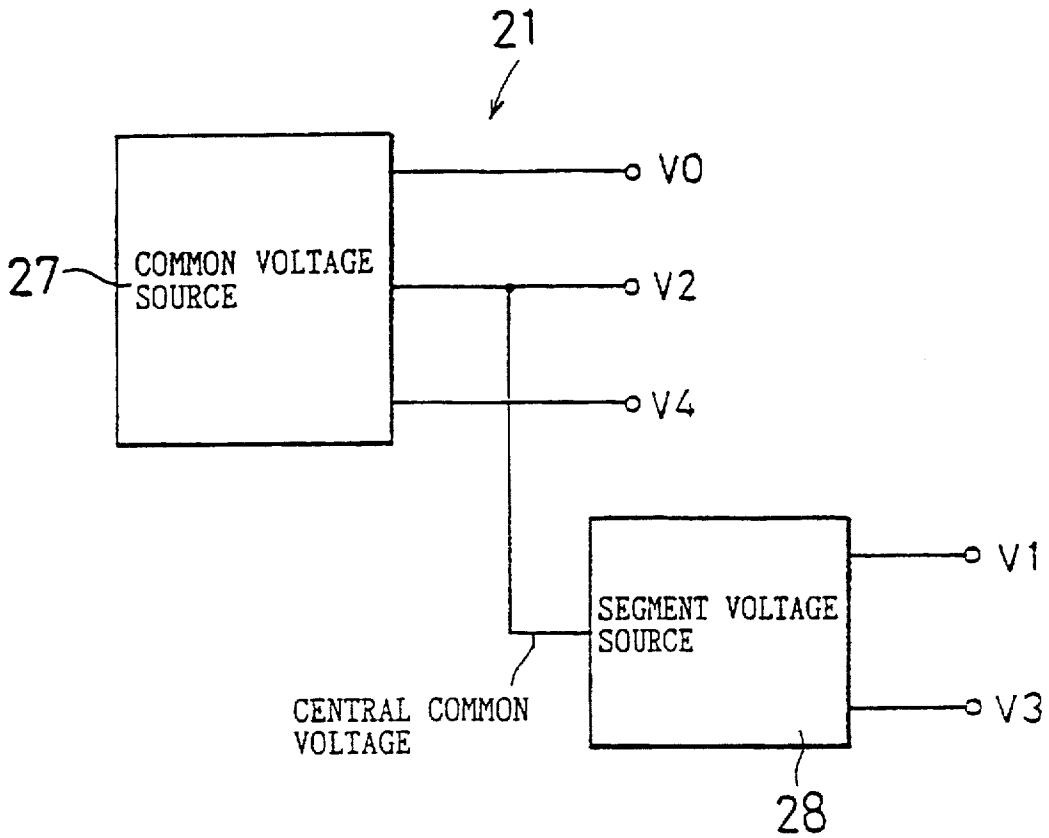 21
V0
COMMON VOLTAGE
SOURCE
27
V2
V4
V1
SEGMENT VOLTAGE
SOURCE
CENTRAL COMMON
VOLTAGE
V3
28